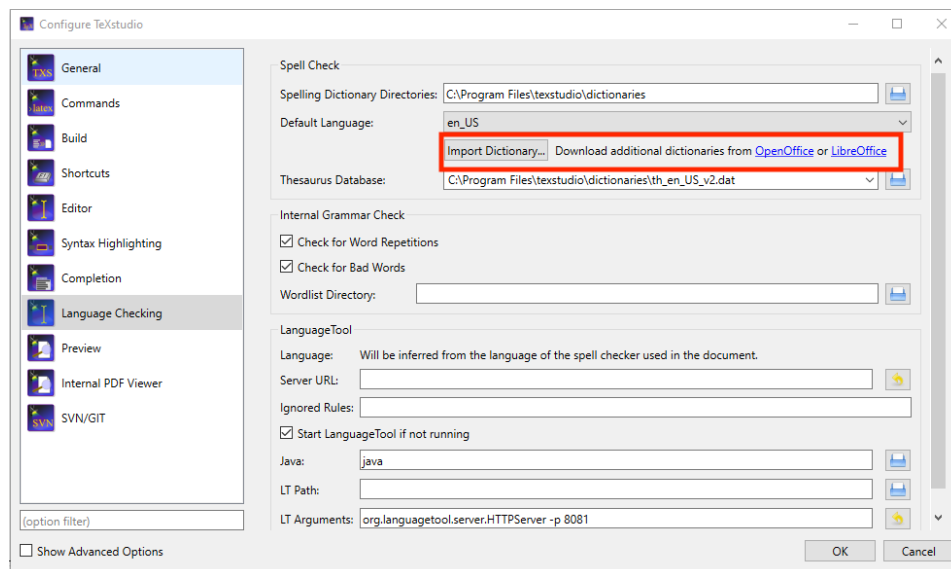 Configure TeXstudio
TXS General
latex Commands
Build
Shortcuts
Editor
Syntax Highlighting
Completion
Language Checking
Preview
Internal PDF Viewer
SVN SVN/GIT
(option filter)
Show Advanced Options
Spell Check
Spelling Dictionary Directories: C:\Program Files\texstudio\dictionaries
Default Language: en_US
Import Dictionary... Download additional dictionaries from OpenOffice or LibreOffice
Thesaurus Database: C:\Program Files\texstudio\dictionaries\th_en_US_v2.dat
Internal Grammar Check
Check for Word Repetitions
Check for Bad Words
Wordlist Directory:
LanguageTool
Language: Will be inferred from the language of the spell checker used in the document.
Server URL:
Ignored Rules:
Start LanguageTool if not running
Java: java
LT Path:
LT Arguments: org.languagetool.server.HTTPServer -p 8081
OK Cancel